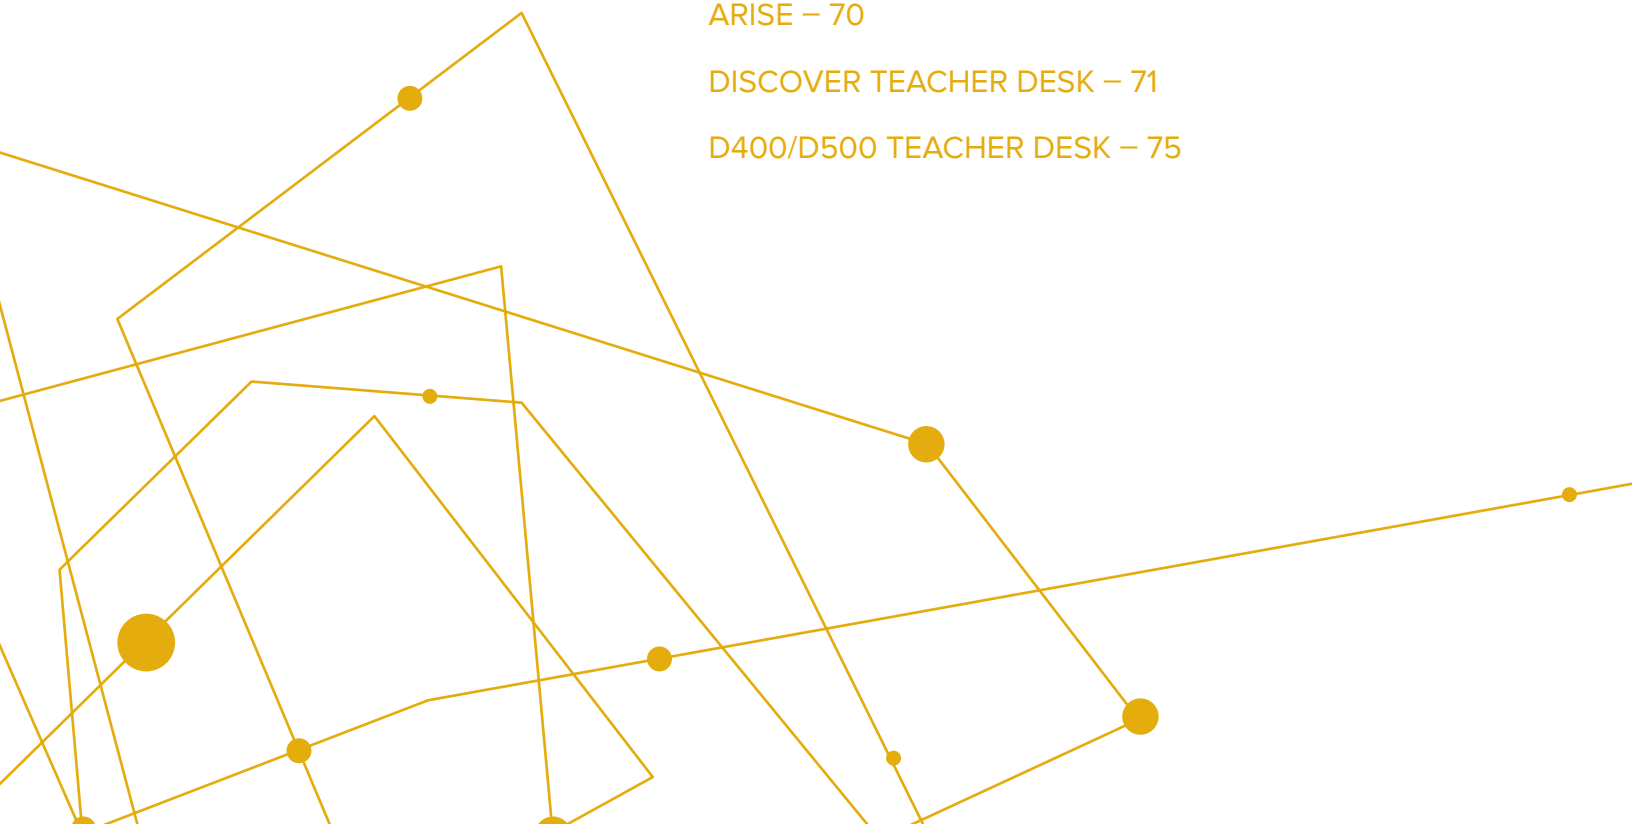 ARISE – 70
DISCOVER TEACHER DESK – 71
D400/D500 TEACHER DESK – 75